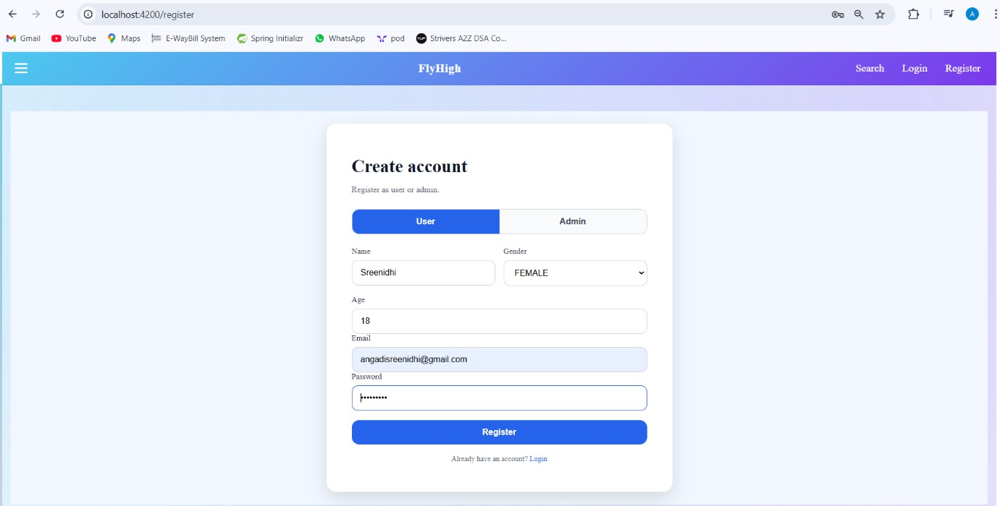 localhost:4200/register
A
Gmail YouTube Maps E-WayBill System Spring Initializr WhatsApp pod TUF Strivers A2Z DSA Co...
FlyHigh Search Login Register
Create account
Register as user or admin.
User Admin
Name Gender
Sreenidhi FEMALE
Age
18
Email
angadisreenidhi@gmail.com
Password
•••••••••
Register
Already have an account? Login